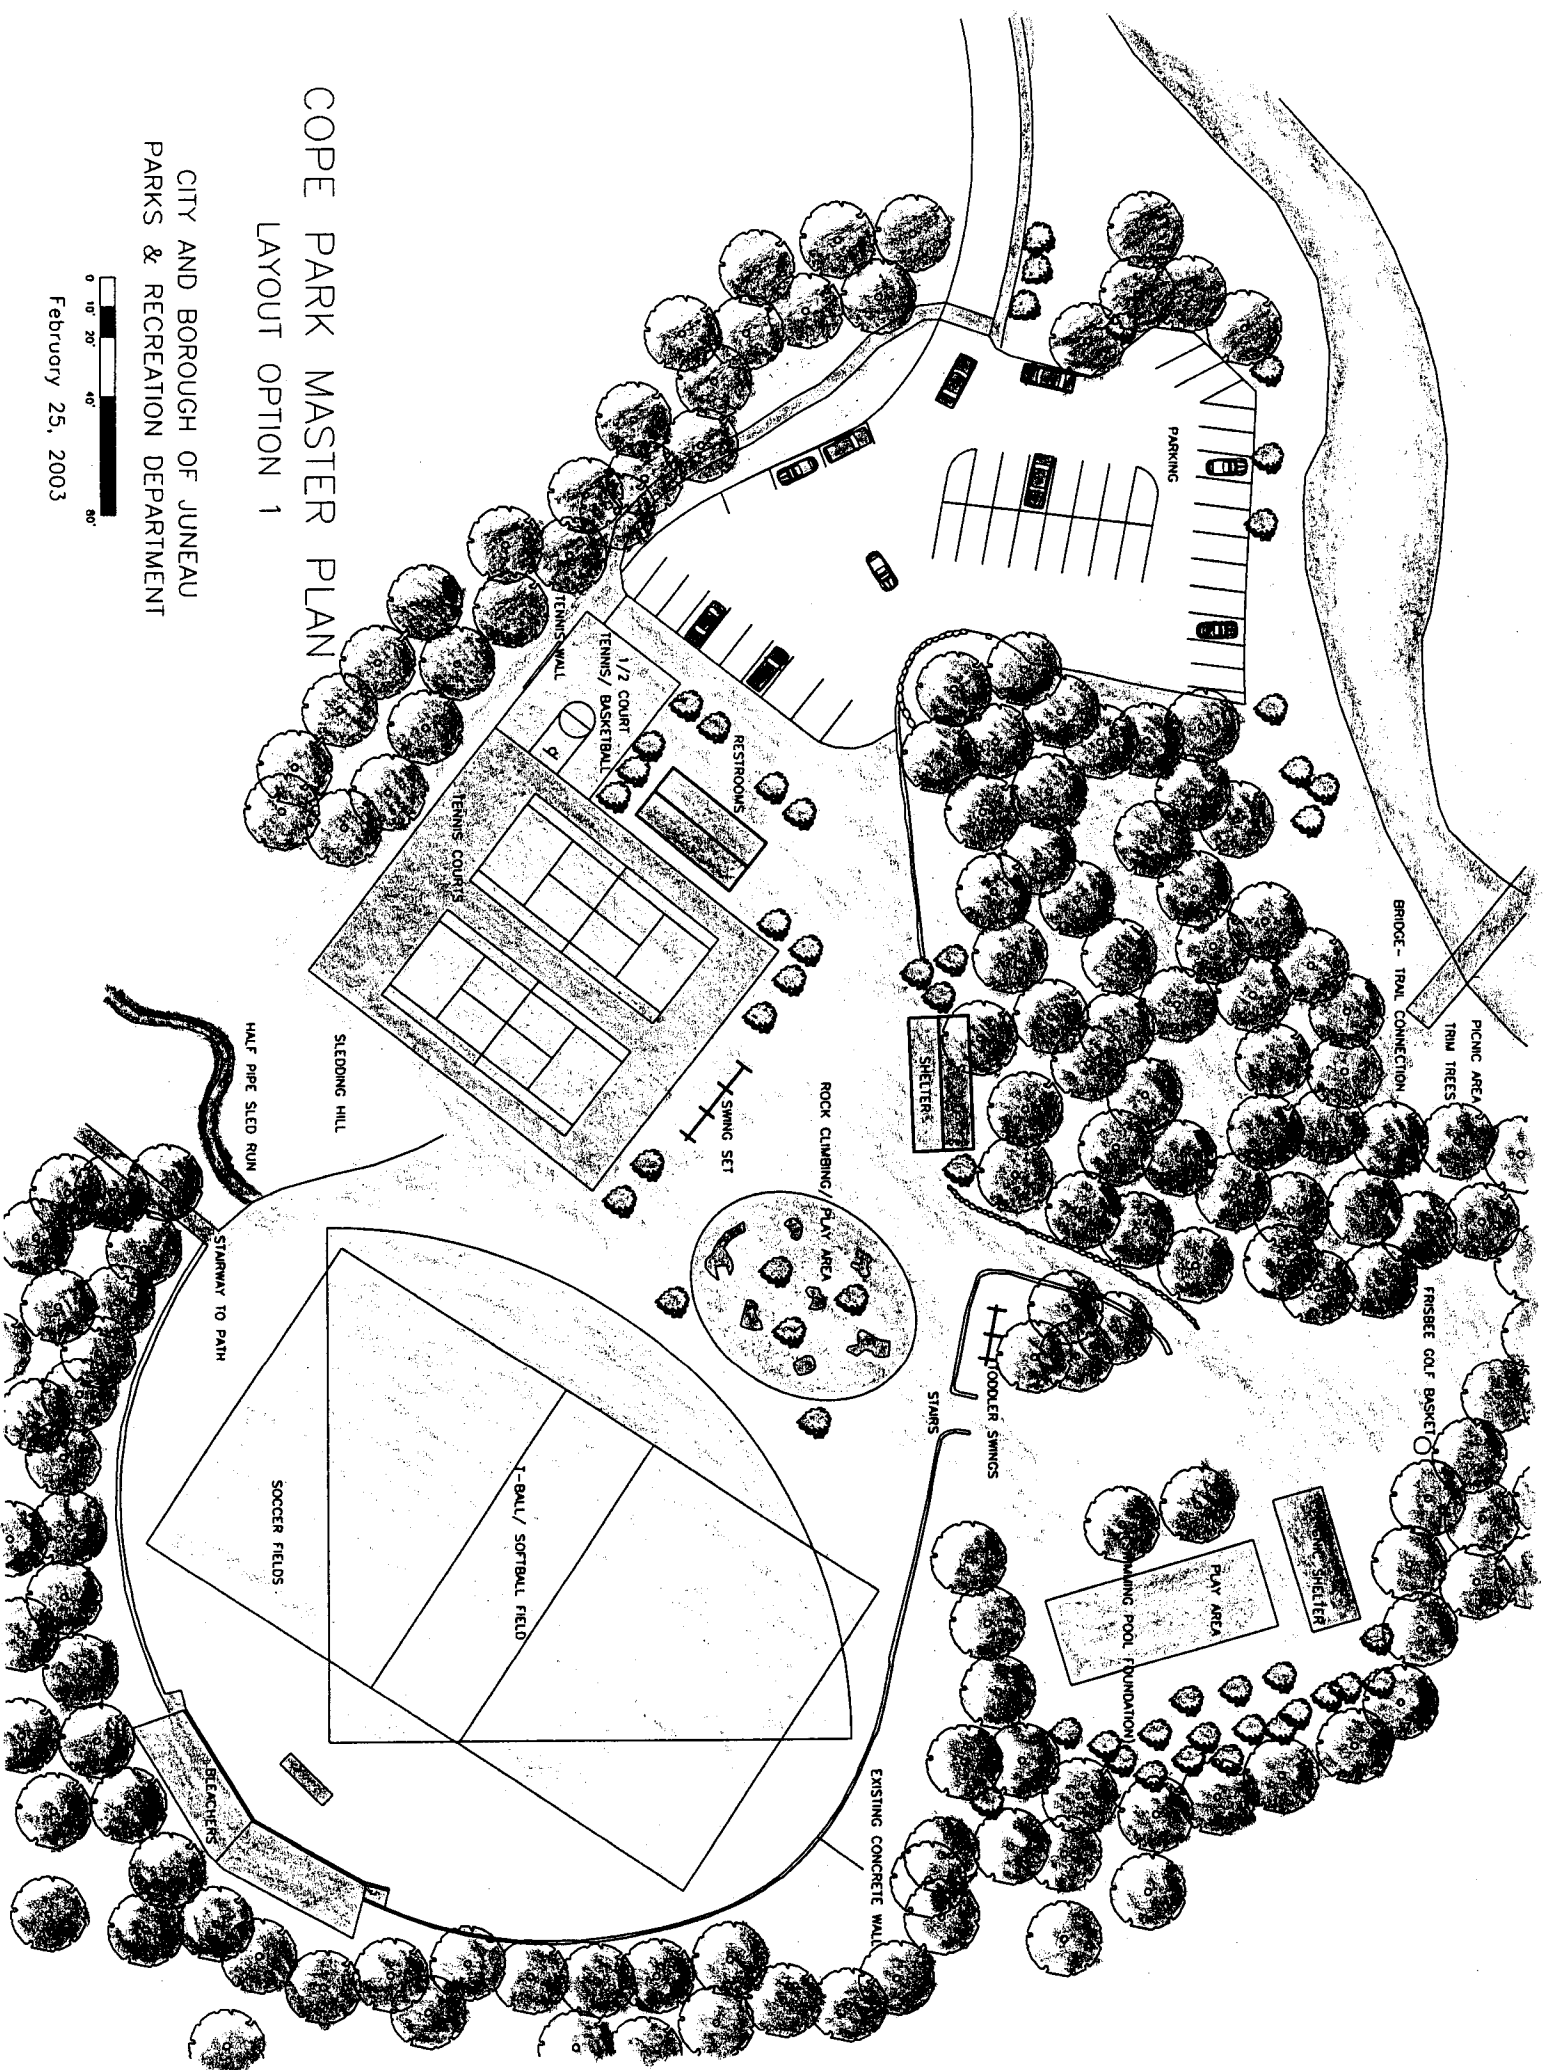 COPE PARK MASTER PLAN
LAYOUT OPTION 1
CITY AND BOROUGH OF JUNEAU
PARKS & RECREATION DEPARTMENT
0 10' 20' 40' 80'
February 25, 2003
PARKING
TENNIS WALL
1/2 COURT
TENNIS/ BASKETBALL
RESTROOMS
TENNIS COURTS
BRIDGE- TRAIL CONNECTION
PICNIC AREA
TRIM TREES
SHELTER
SWING SET
ROCK CLIMBING/ PLAY AREA
SLEDDING HILL
HALF PIPE SLED RUN
STAIRWAY TO PATH
FRISBEE GOLF BASKET
TODDLER SWINGS
STAIRS
SHELTER
PLAY AREA
POOL FOUNDATION)
T-BALL/ SOFTBALL FIELD
SOCCER FIELDS
BLEACHERS
EXISTING CONCRETE WALL